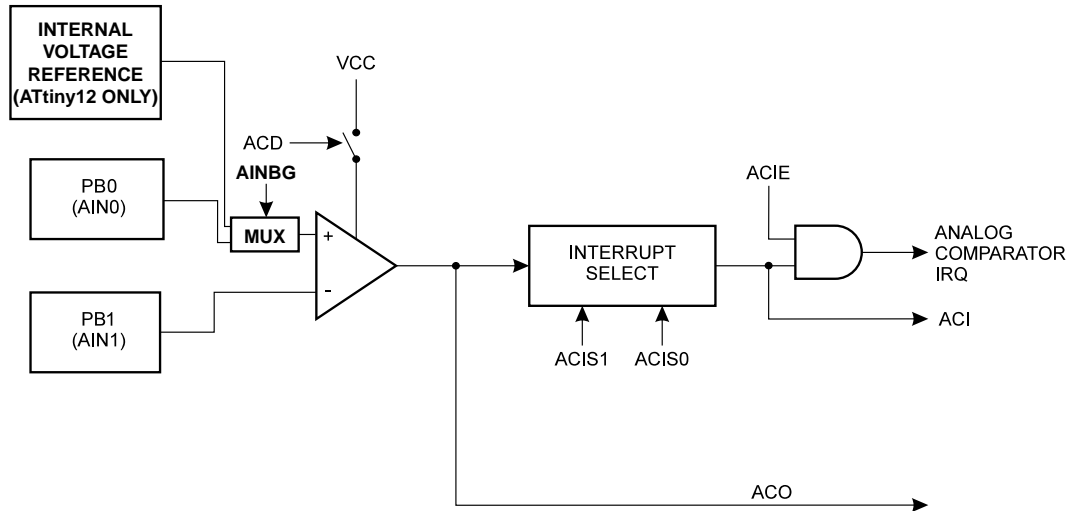 INTERNAL
VOLTAGE
REFERENCE
(ATtiny12 ONLY)
VCC
ACD
AINBG
PB0
(AIN0)
MUX
+
-
PB1
(AIN1)
INTERRUPT
SELECT
ACIS1
ACIS0
ACIE
ANALOG
COMPARATOR
IRQ
ACI
ACO